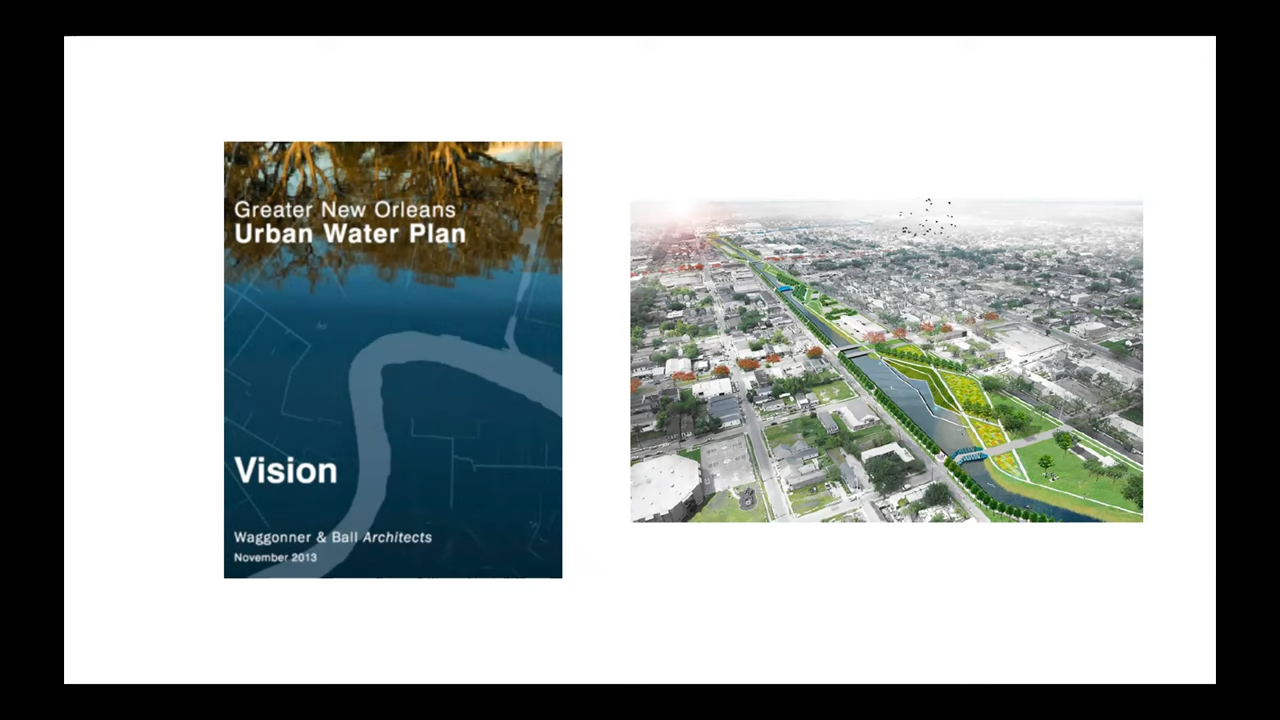 Greater New Orleans
Urban Water Plan
Vision
Waggonner & Ball Architects
November 2013